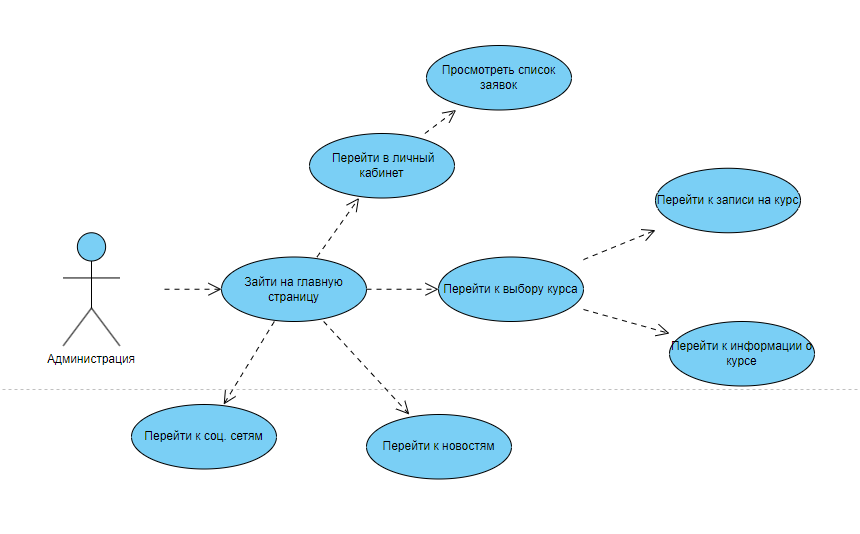 Просмотреть список
заявок
Перейти в личный
кабинет
Перейти к записи на курс
Зайти на главную
страницу
Перейти к выбору курса
Перейти к информации о
курсе
Администрация
Перейти к соц. сетям
Перейти к новостям